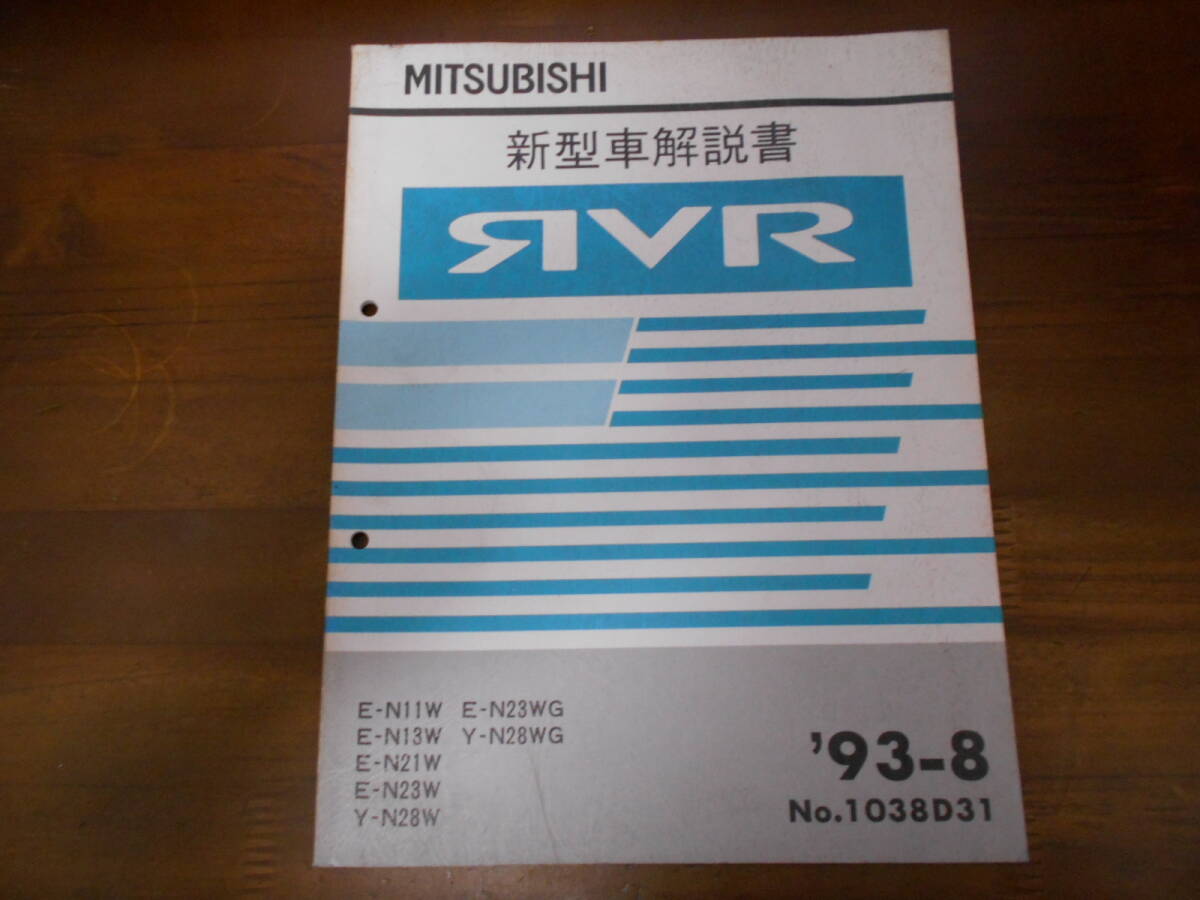 MITSUBISHI
新型車解説書
RVR
E-N11W E-N23WG
E-N13W Y-N28WG
E-N21W
E-N23W
Y-N28W
'93-8
No.1038D31